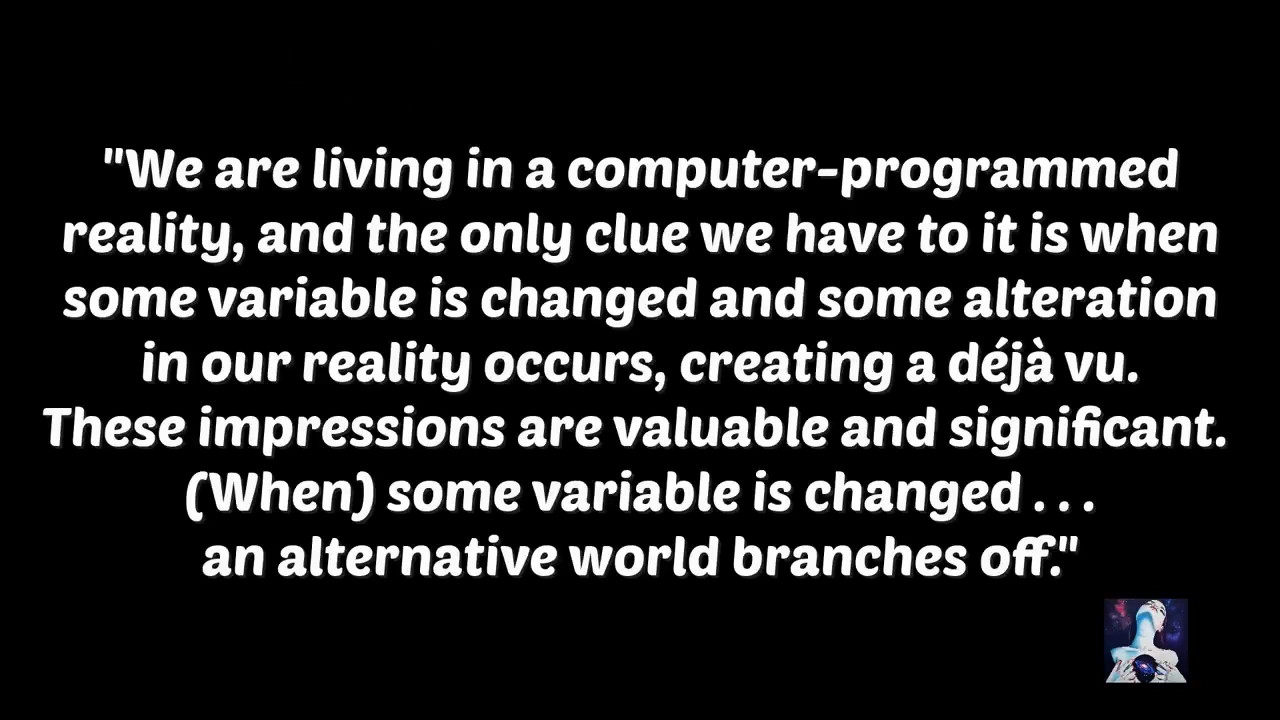 "We are living in a computer-programmed
reality, and the only clue we have to it is when
some variable is changed and some alteration
in our reality occurs, creating a déjà vu.
These impressions are valuable and significant.
(When) some variable is changed . . .
an alternative world branches off."